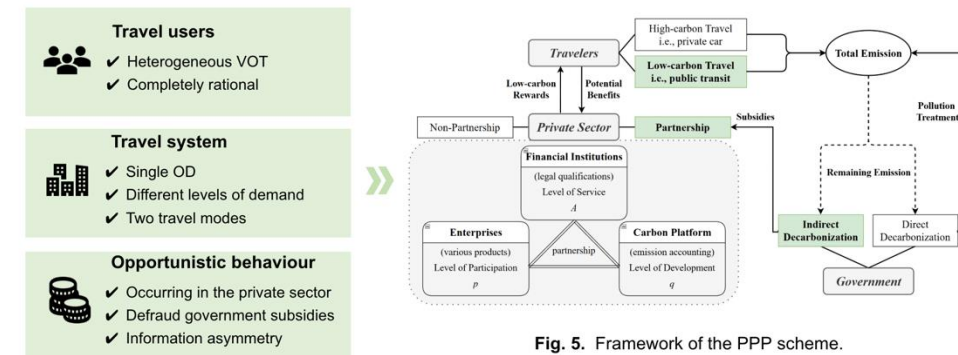 Travel users
✔ Heterogeneous VOT
✔ Completely rational
Travel system
✔ Single OD
✔ Different levels of demand
✔ Two travel modes
Opportunistic behaviour
✔ Occurring in the private sector
✔ Defraud government subsidies
✔ Information asymmetry
High-carbon Travel
i.e., private car
Travelers
Total Emission
Low-carbon Travel
i.e., public transit
Low-carbon
Rewards
Potential
Benefits
Pollution
Treatment
Non-Partnership
Private Sector
Partnership
Subsidies
Financial Institutions
(legal qualifications)
Level of Service
A
Remaining Emission
Enterprises
(various products)
Level of Participation
p
partnership
Carbon Platform
(emission accounting)
Level of Development
q
Indirect
Decarbonization
Direct
Decarbonization
Government
Fig. 5. Framework of the PPP scheme.